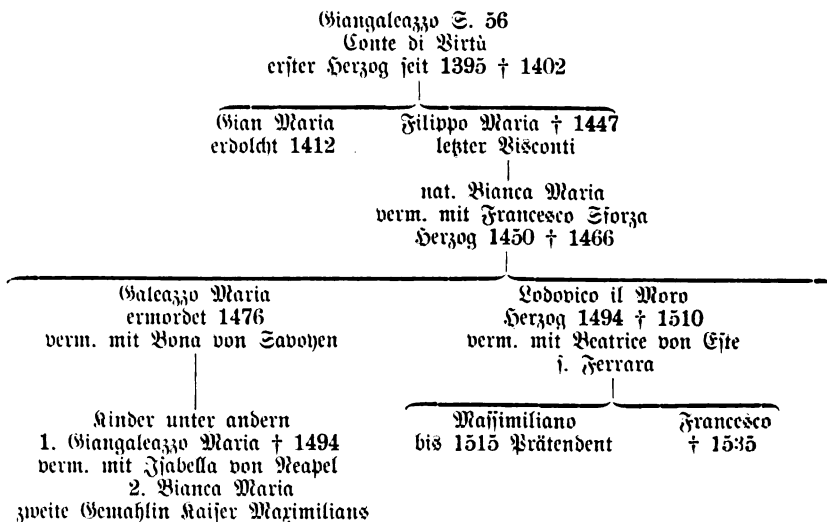 Giangaleazzo S. 56
Conte di Virtù
erster Herzog seit 1395 † 1402
Gian Maria
erdolcht 1412
Filippo Maria † 1447
letzter Visconti
nat. Bianca Maria
verm. mit Francesco Sforza
Herzog 1450 † 1466
Galeazzo Maria
ermordet 1476
verm. mit Bona von Savoyen
Lodovico il Moro
Herzog 1494 † 1510
verm. mit Beatrice von Este
s. Ferrara
Kinder unter andern
1. Giangaleazzo Maria † 1494
verm. mit Isabella von Neapel
2. Bianca Maria
zweite Gemahlin Kaiser Maximilians
Massimiliano
bis 1515 Prätendent
Francesco
† 1535